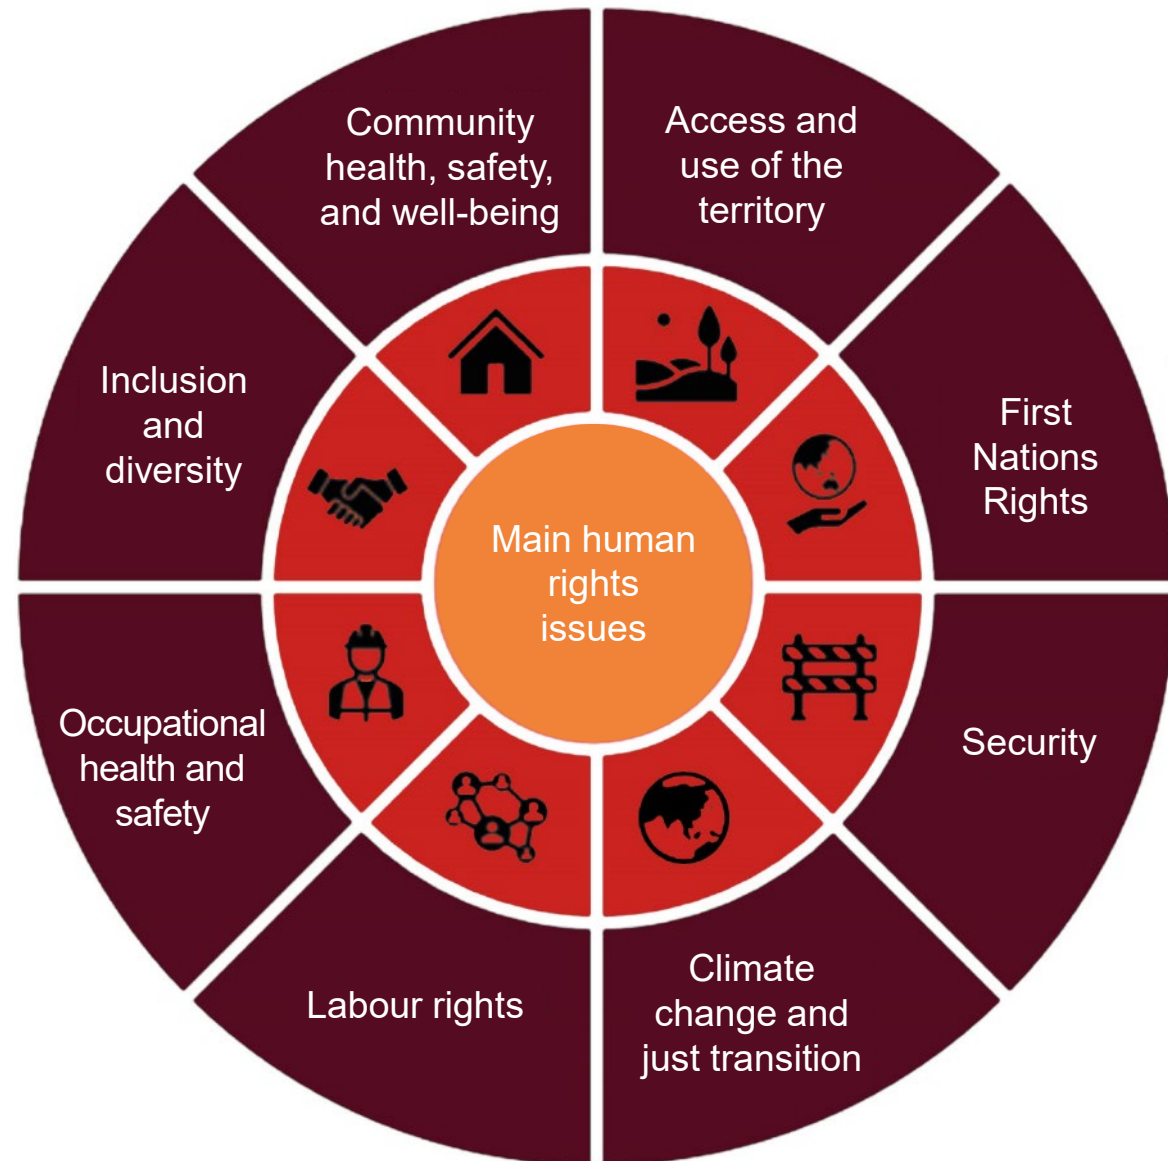 Community
health, safety,
and well-being
Access and
use of the
territory
First
Nations
Rights
Security
Climate
change and
just transition
Labour rights
Occupational
health and
safety
Inclusion
and
diversity
Main human
rights
issues